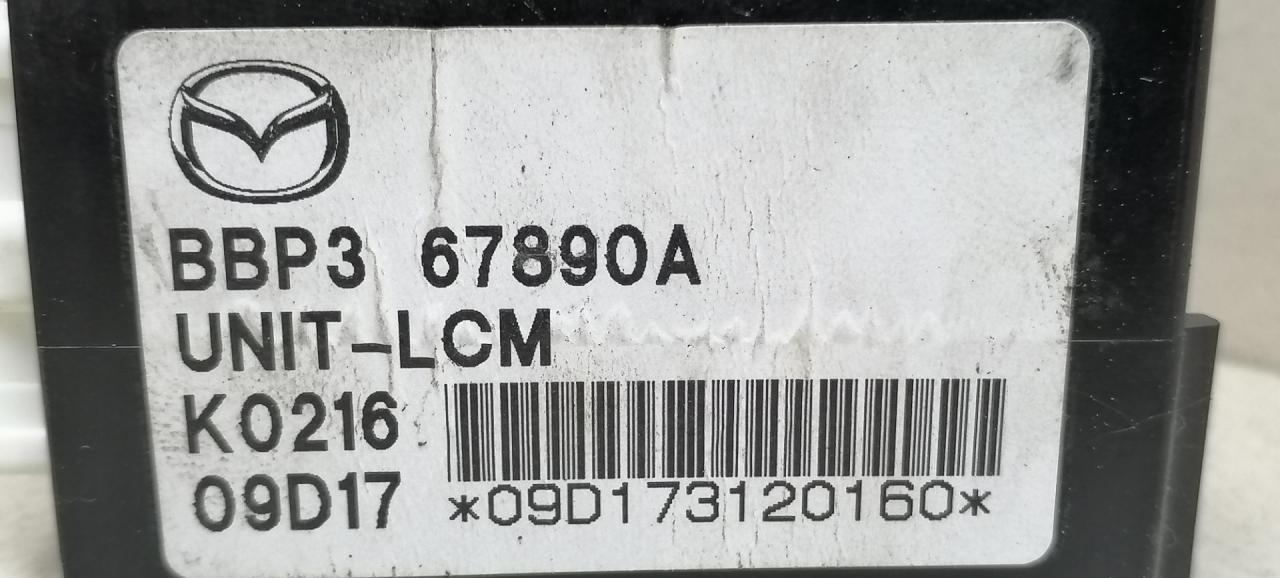 BBP3 67890A
UNIT-LCM
K0216
09D17
*09D173120160*